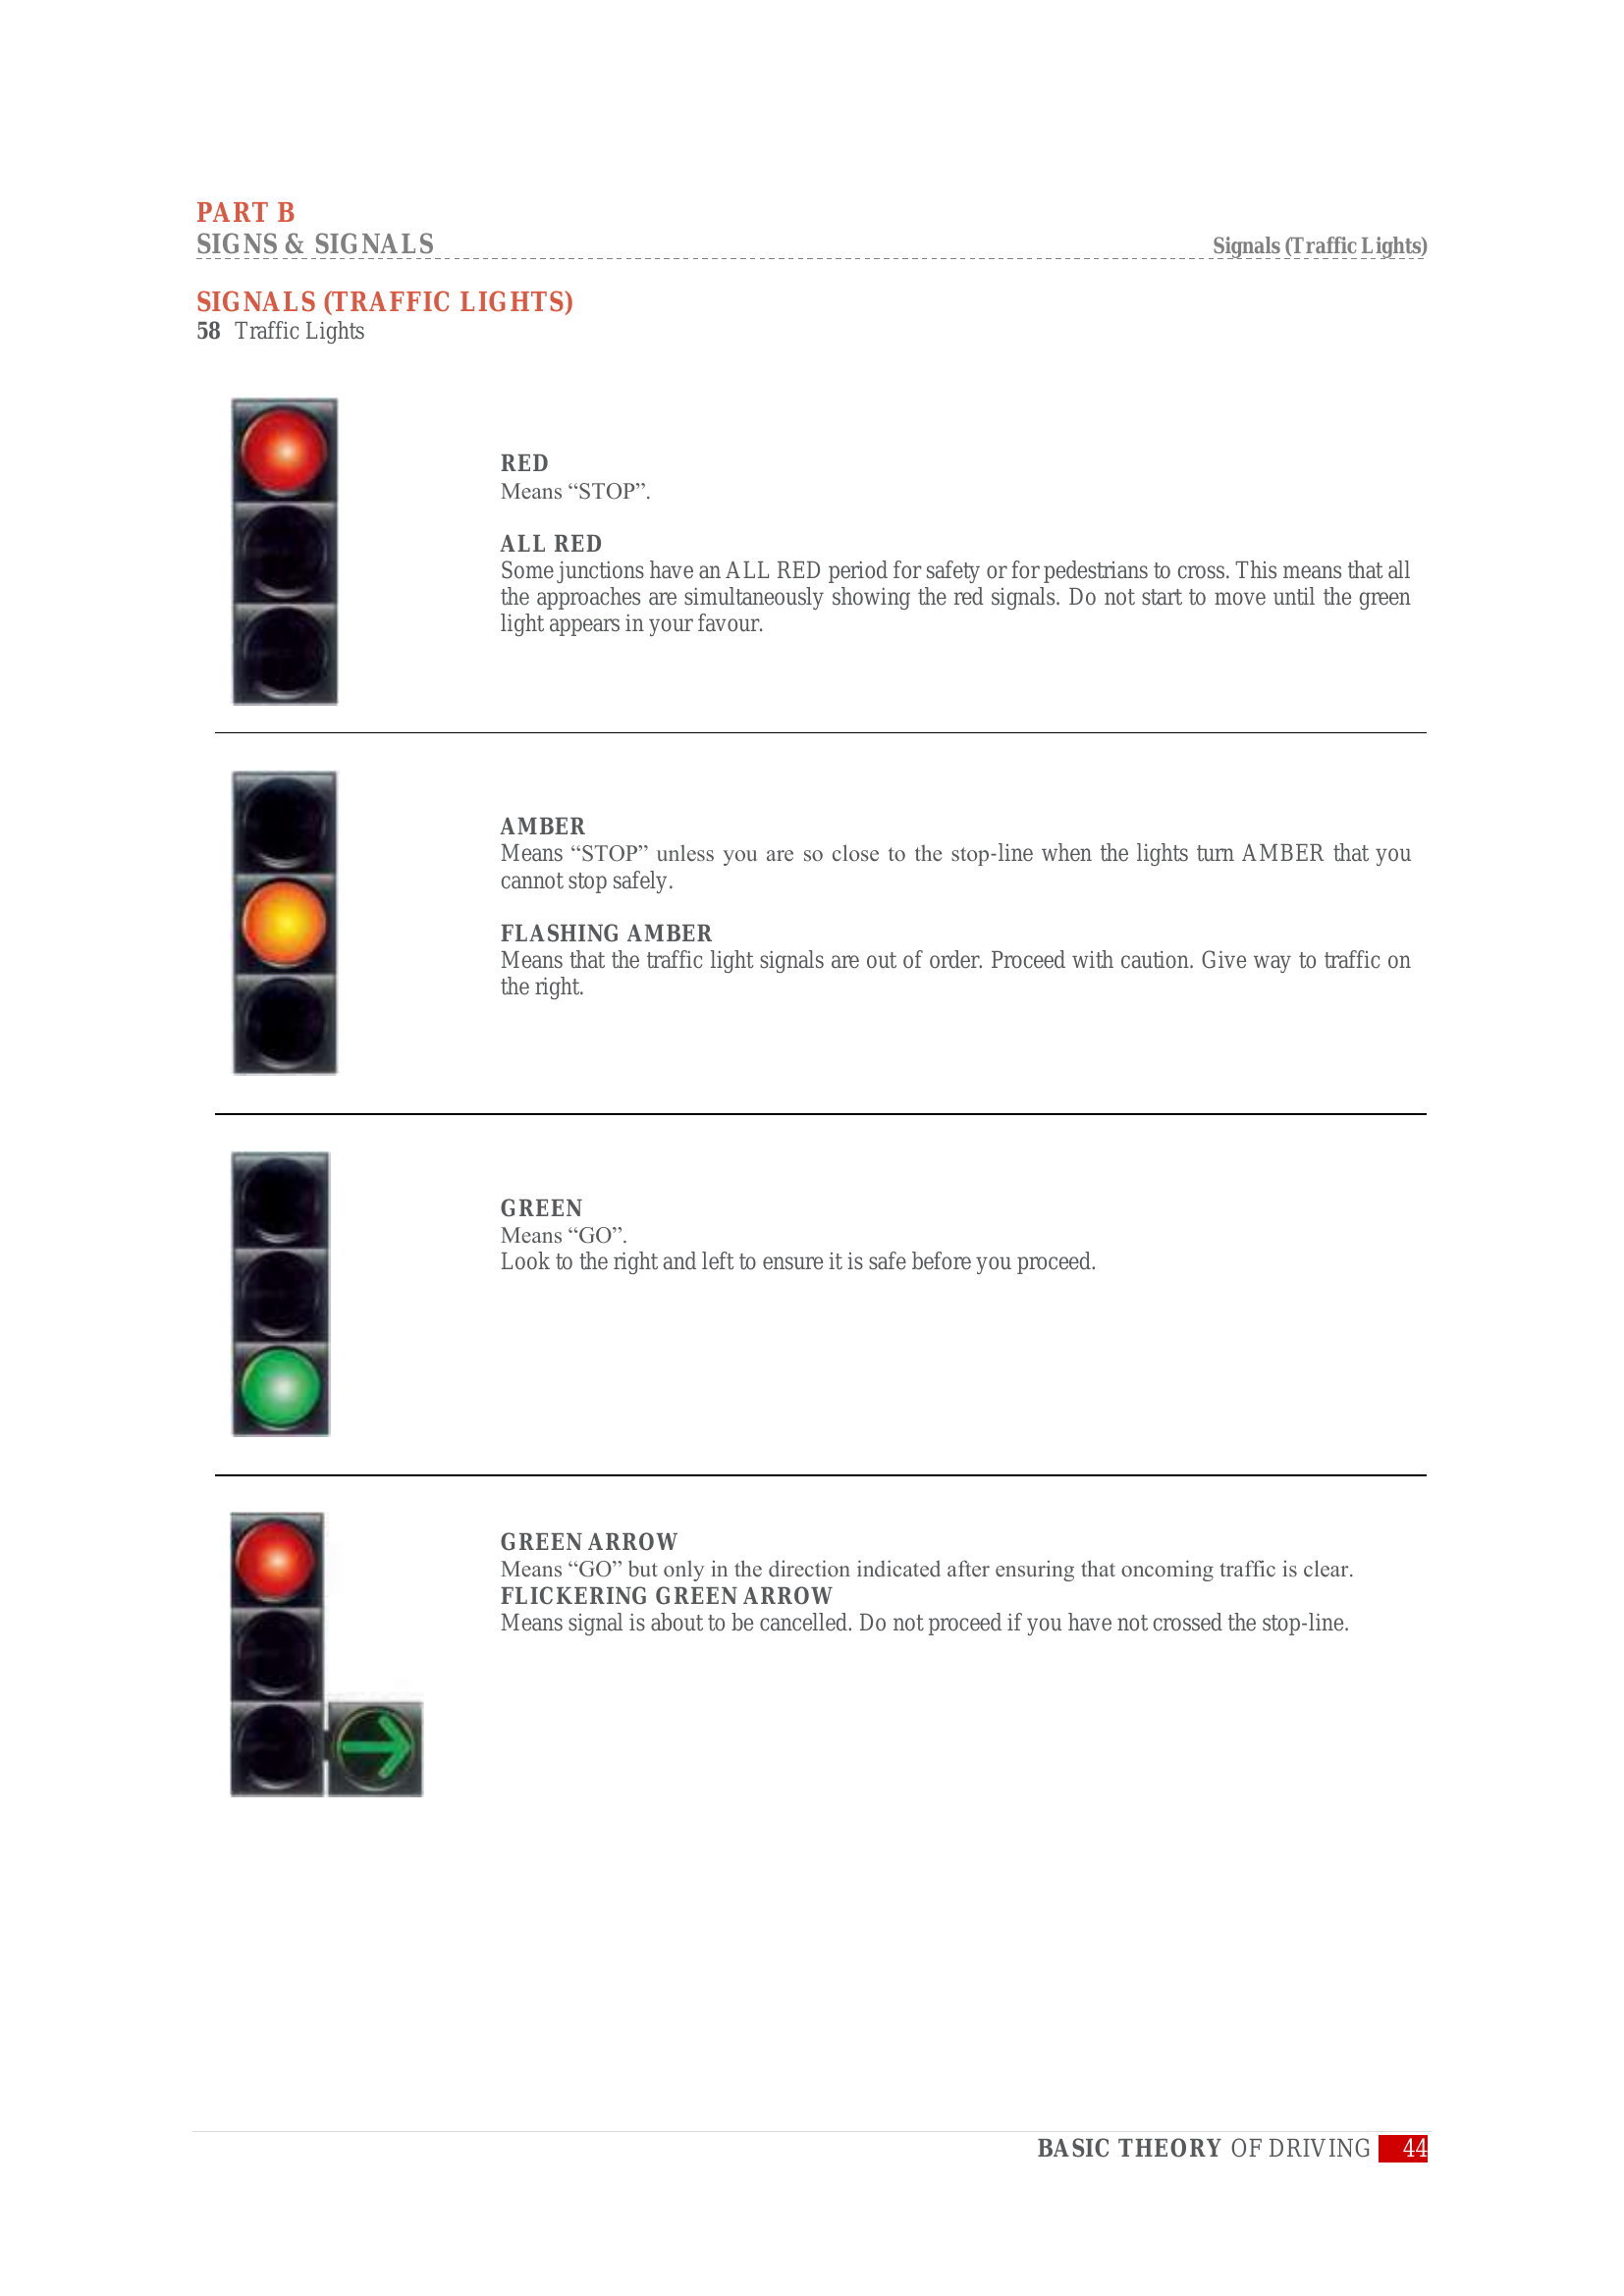 PART B
SIGNS & SIGNALS
Signals (Traffic Lights)
SIGNALS (TRAFFIC LIGHTS)
58 Traffic Lights
RED
Means “STOP”.
ALL RED
Some junctions have an ALL RED period for safety or for pedestrians to cross. This means that all
the approaches are simultaneously showing the red signals. Do not start to move until the green
light appears in your favour.
AMBER
Means “STOP” unless you are so close to the stop-line when the lights turn AMBER that you
cannot stop safely.
FLASHING AMBER
Means that the traffic light signals are out of order. Proceed with caution. Give way to traffic on
the right.
GREEN
Means “GO”.
Look to the right and left to ensure it is safe before you proceed.
GREEN ARROW
Means “GO” but only in the direction indicated after ensuring that oncoming traffic is clear.
FLICKERING GREEN ARROW
Means signal is about to be cancelled. Do not proceed if you have not crossed the stop-line.
BASIC THEORY OF DRIVING 44